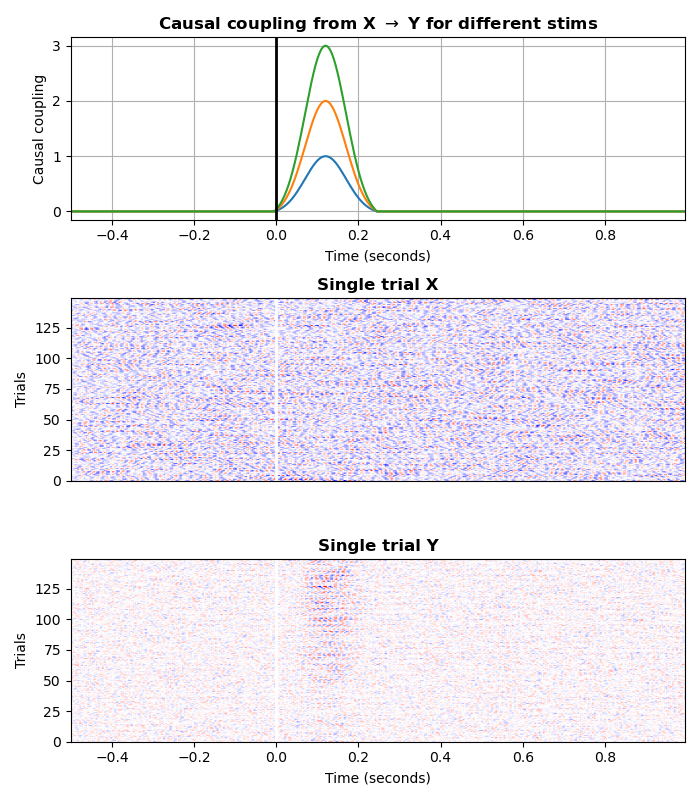 Causal coupling from X → Y for different stims
Causal coupling
3
2
1
0
−0.4 −0.2 0.0 0.2 0.4 0.6 0.8
Time (seconds)
Single trial X
Trials
125
100
75
50
25
0
Single trial Y
Trials
125
100
75
50
25
0
−0.4 −0.2 0.0 0.2 0.4 0.6 0.8
Time (seconds)